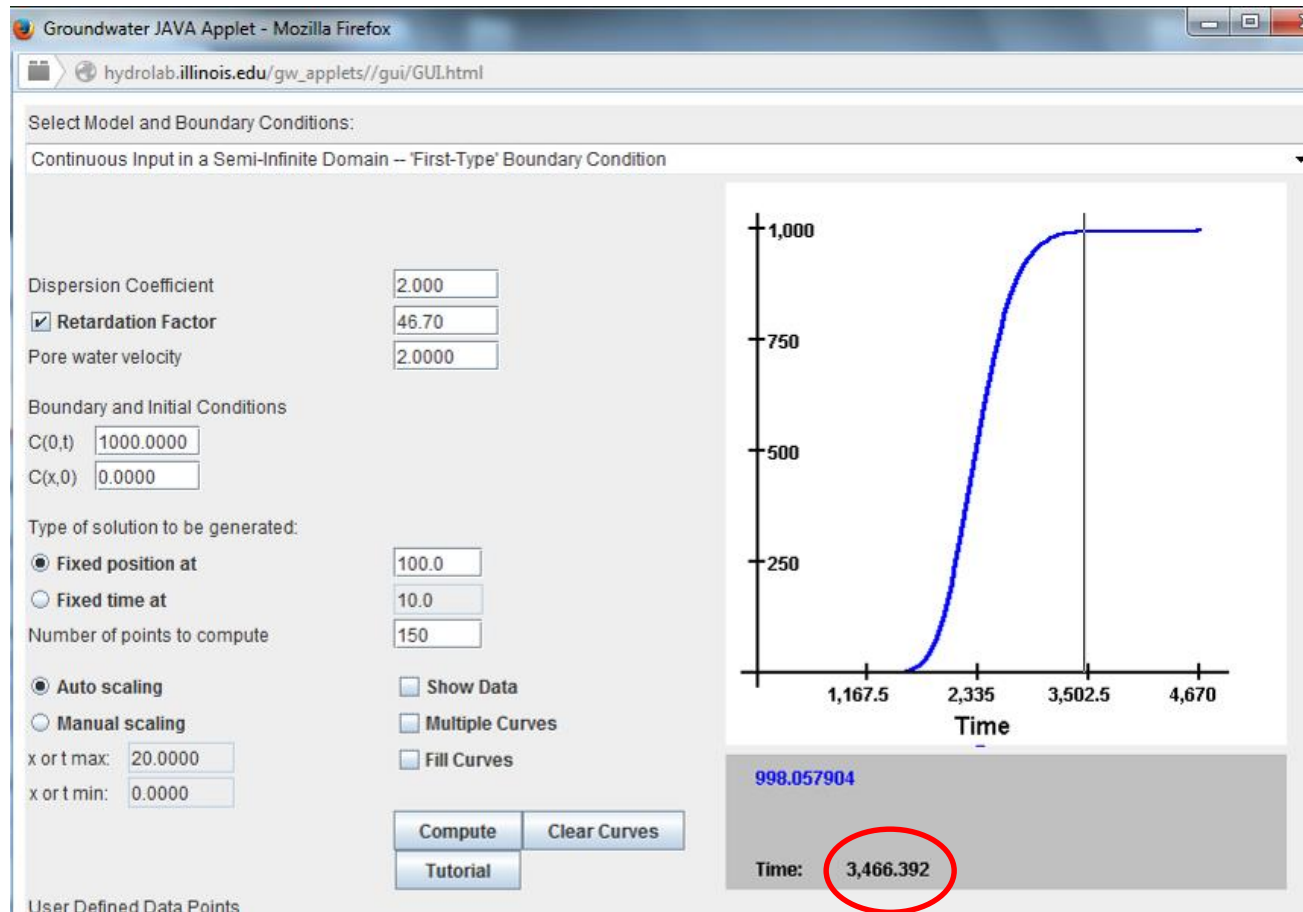 Groundwater JAVA Applet - Mozilla Firefox
hydrolab.illinois.edu/gw_applets//gui/GUI.html
Select Model and Boundary Conditions:
Continuous Input in a Semi-Infinite Domain -- 'First-Type' Boundary Condition
Dispersion Coefficient 2.000
Retardation Factor 46.70
Pore water velocity 2.0000
Boundary and Initial Conditions
C(0,t) 1000.0000
C(x,0) 0.0000
Type of solution to be generated:
Fixed position at 100.0
Fixed time at 10.0
Number of points to compute 150
Auto scaling Show Data
Manual scaling Multiple Curves
x or t max: 20.0000 Fill Curves
x or t min: 0.0000
Compute Clear Curves
Tutorial
User Defined Data Points
1,000
750
500
250
1,167.5 2,335 3,502.5 4,670
Time
998.057904
Time: 3,466.392